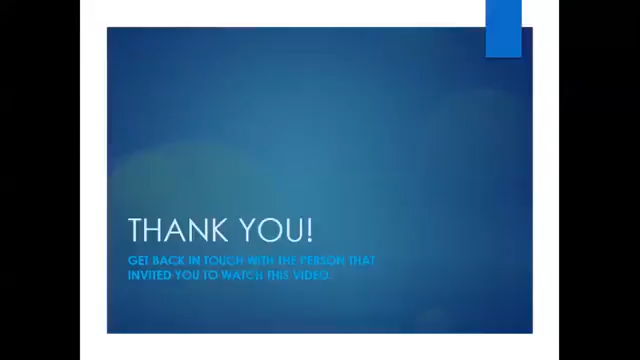 THANK YOU!
GET BACK IN TOUCH WITH THE PERSON THAT
INVITED YOU TO WATCH THIS VIDEO.